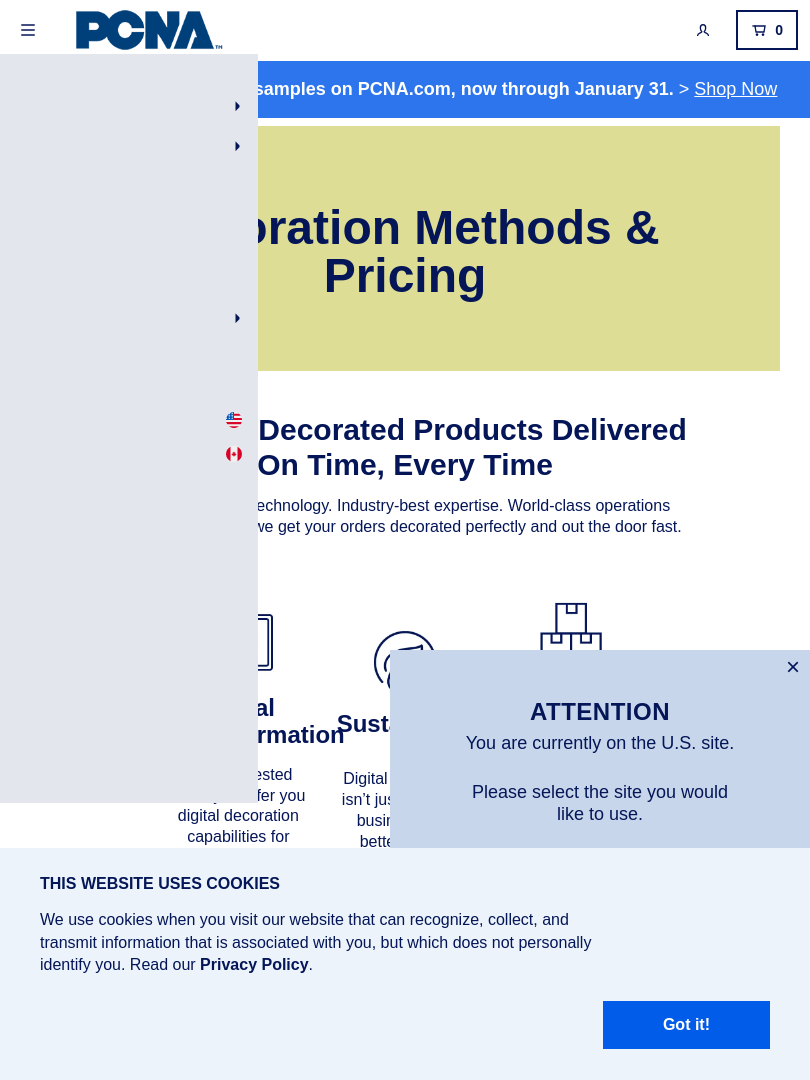 PCNA™
0
samples on PCNA.com, now through January 31. > Shop Now
oration Methods &
Pricing
Decorated Products Delivered
On Time, Every Time
echnology. Industry-best expertise. World-class operations
we get your orders decorated perfectly and out the door fast.
al
rmation
ested
fer you
digital decoration
capabilities for
Susta
Digital
isn’t jus
busin
bette
×
ATTENTION
You are currently on the U.S. site.
Please select the site you would
like to use.
THIS WEBSITE USES COOKIES
We use cookies when you visit our website that can recognize, collect, and
transmit information that is associated with you, but which does not personally
identify you. Read our Privacy Policy.
Got it!